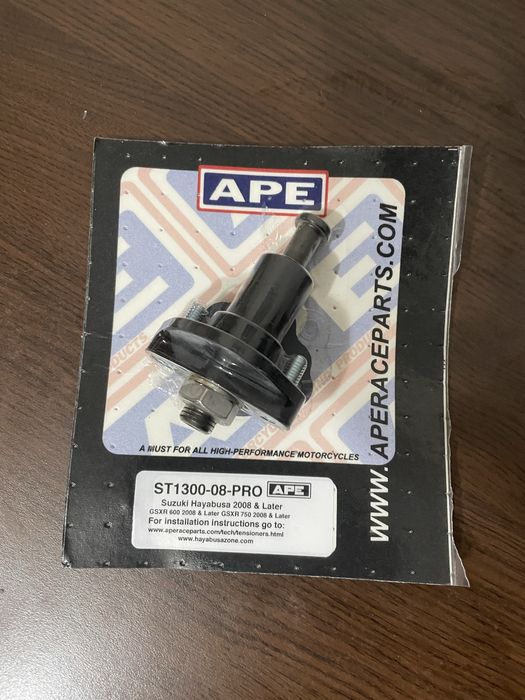 APE
WWW.APERACEPARTS.COM
A MUST FOR ALL HIGH-PERFORMANCE MOTORCYCLES
ST1300-08-PRO APE
Suzuki Hayabusa 2008 & Later
GSXR 600 2008 & Later GSXR 750 2008 & Later
For installation instructions go to:
www.aperaceparts.com/tech/tensioners.html
www.hayabusazone.com